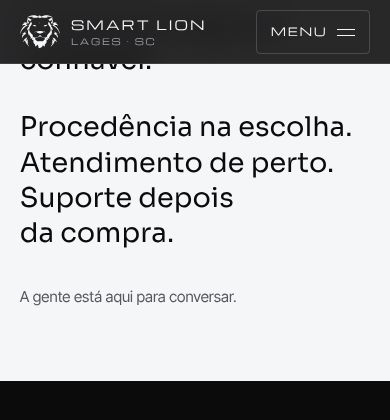 SMART LION
LAGES · SC
MENU
confiável.
Procedência na escolha.
Atendimento de perto.
Suporte depois
da compra.
A gente está aqui para conversar.